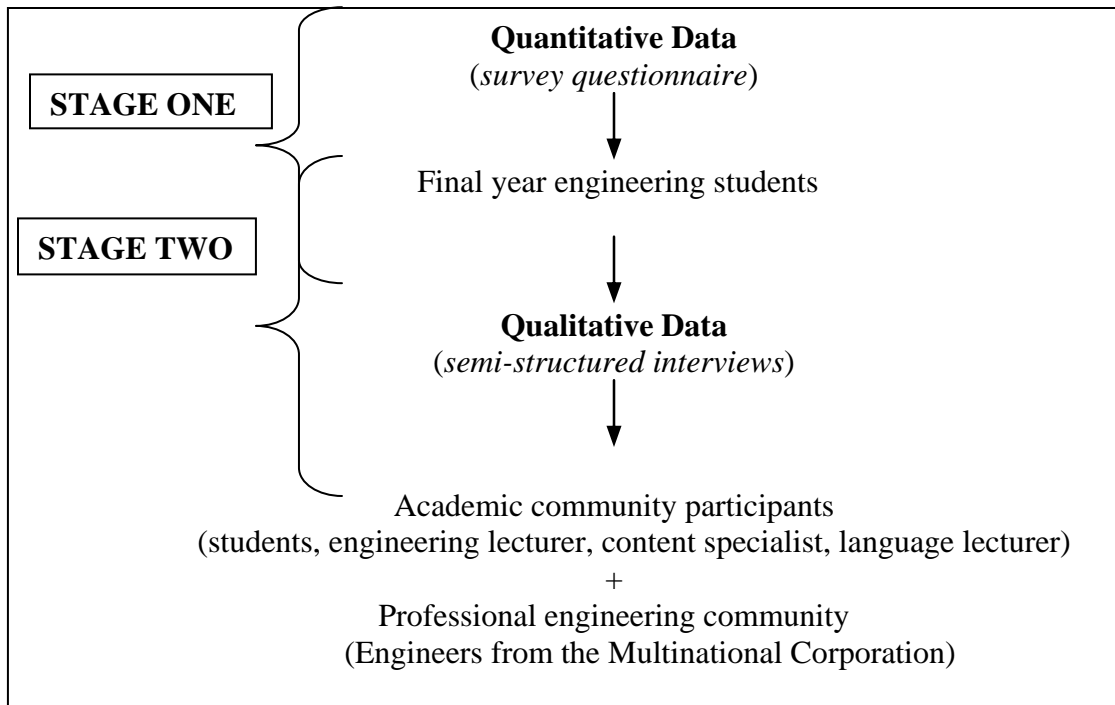 Quantitative Data
(survey questionnaire)
STAGE ONE
Final year engineering students
STAGE TWO
Qualitative Data
(semi-structured interviews)
Academic community participants
(students, engineering lecturer, content specialist, language lecturer)
+
Professional engineering community
(Engineers from the Multinational Corporation)